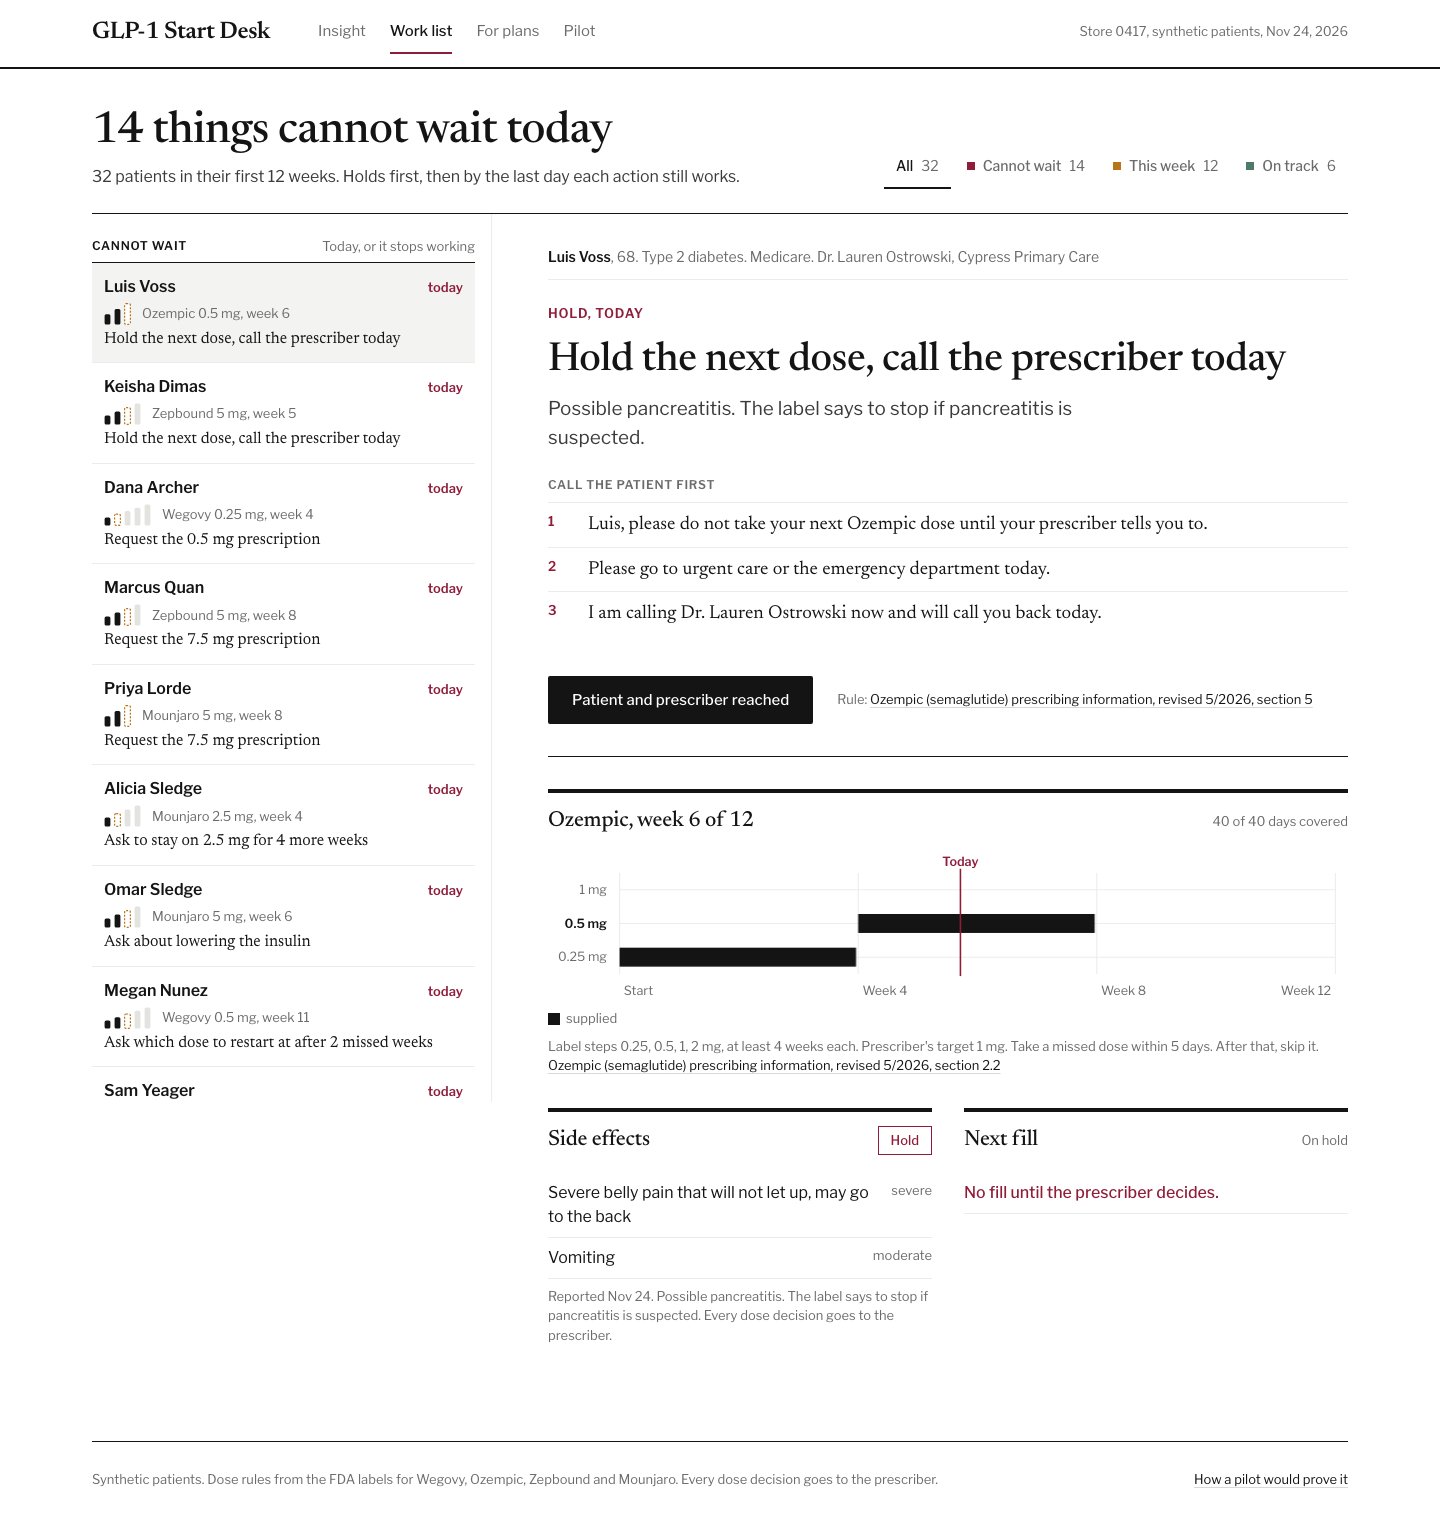 GLP-1 Start Desk
Insight
Work list
For plans
Pilot
Store 0417, synthetic patients, Nov 24, 2026
14 things cannot wait today
32 patients in their first 12 weeks. Holds first, then by the last day each action still works.
All 32
Cannot wait 14
This week 12
On track 6
CANNOT WAIT
Today, or it stops working
Luis Voss
today
Ozempic 0.5 mg, week 6
Hold the next dose, call the prescriber today
Keisha Dimas
today
Zepbound 5 mg, week 5
Hold the next dose, call the prescriber today
Dana Archer
today
Wegovy 0.25 mg, week 4
Request the 0.5 mg prescription
Marcus Quan
today
Zepbound 5 mg, week 8
Request the 7.5 mg prescription
Priya Lorde
today
Mounjaro 5 mg, week 8
Request the 7.5 mg prescription
Alicia Sledge
today
Mounjaro 2.5 mg, week 4
Ask to stay on 2.5 mg for 4 more weeks
Omar Sledge
today
Mounjaro 5 mg, week 6
Ask about lowering the insulin
Megan Nunez
today
Wegovy 0.5 mg, week 11
Ask which dose to restart at after 2 missed weeks
Sam Yeager
today
Luis Voss, 68. Type 2 diabetes. Medicare. Dr. Lauren Ostrowski, Cypress Primary Care
HOLD, TODAY
Hold the next dose, call the prescriber today
Possible pancreatitis. The label says to stop if pancreatitis is
suspected.
CALL THE PATIENT FIRST
1 Luis, please do not take your next Ozempic dose until your prescriber tells you to.
2 Please go to urgent care or the emergency department today.
3 I am calling Dr. Lauren Ostrowski now and will call you back today.
Patient and prescriber reached
Rule: Ozempic (semaglutide) prescribing information, revised 5/2026, section 5
Ozempic, week 6 of 12
40 of 40 days covered
Today
1 mg
0.5 mg
0.25 mg
Start
Week 4
Week 8
Week 12
supplied
Label steps 0.25, 0.5, 1, 2 mg, at least 4 weeks each. Prescriber's target 1 mg. Take a missed dose within 5 days. After that, skip it.
Ozempic (semaglutide) prescribing information, revised 5/2026, section 2.2
Side effects
Hold
Severe belly pain that will not let up, may go
to the back
severe
Vomiting
moderate
Reported Nov 24. Possible pancreatitis. The label says to stop if
pancreatitis is suspected. Every dose decision goes to the
prescriber.
Next fill
On hold
No fill until the prescriber decides.
Synthetic patients. Dose rules from the FDA labels for Wegovy, Ozempic, Zepbound and Mounjaro. Every dose decision goes to the prescriber.
How a pilot would prove it